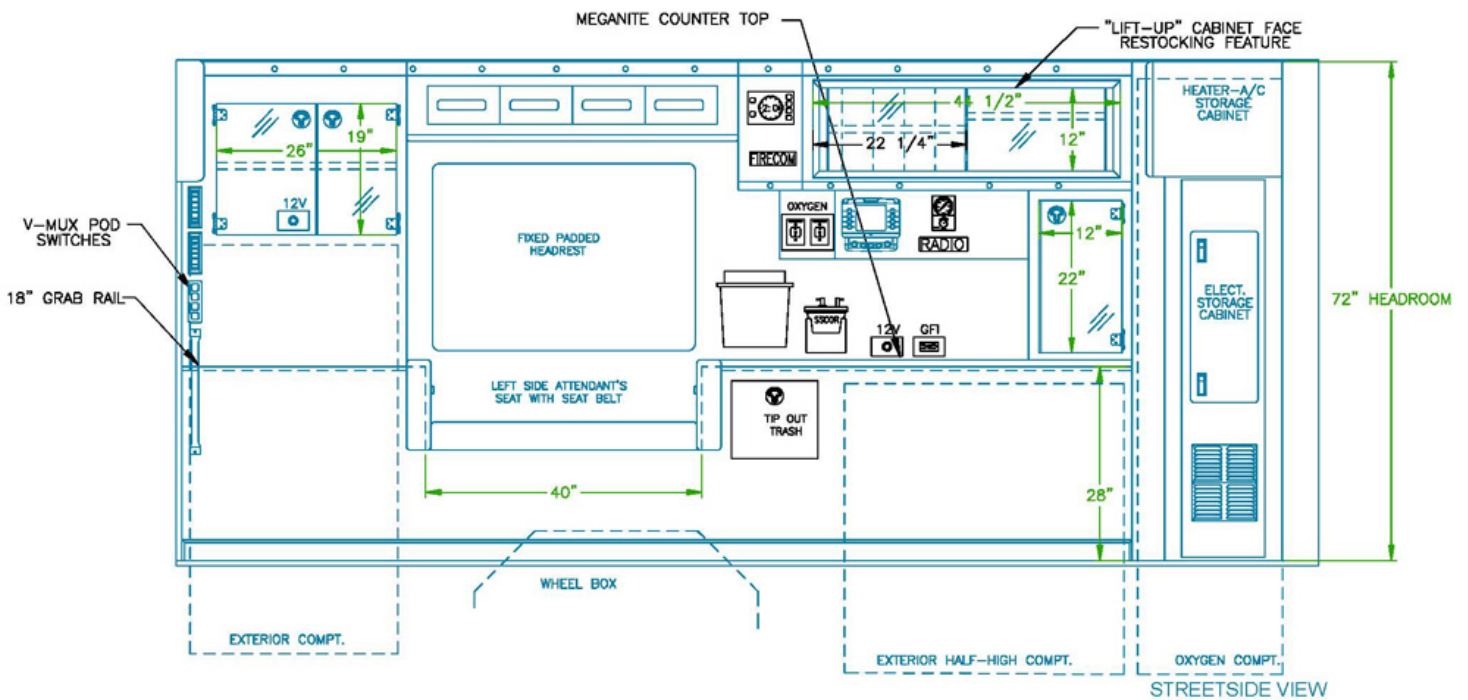 MEGANITE COUNTER TOP
"LIFT-UP" CABINET FACE
RESTOCKING FEATURE
HEATER-A/C
STORAGE
CABINET
44 1/2"
19"
26"
12"
22 1/4"
FIRECOM
12V
OXYGEN
V-MUX POD
SWITCHES
FIXED PADDED
HEADREST
RADIO
12"
22"
18" GRAB RAIL
ELECT.
STORAGE
CABINET
72" HEADROOM
SSCOR
12V
GFI
LEFT SIDE ATTENDANT'S
SEAT WITH SEAT BELT
TIP OUT
TRASH
40"
28"
WHEEL BOX
EXTERIOR COMPT.
EXTERIOR HALF-HIGH COMPT.
OXYGEN COMPT.
STREETSIDE VIEW